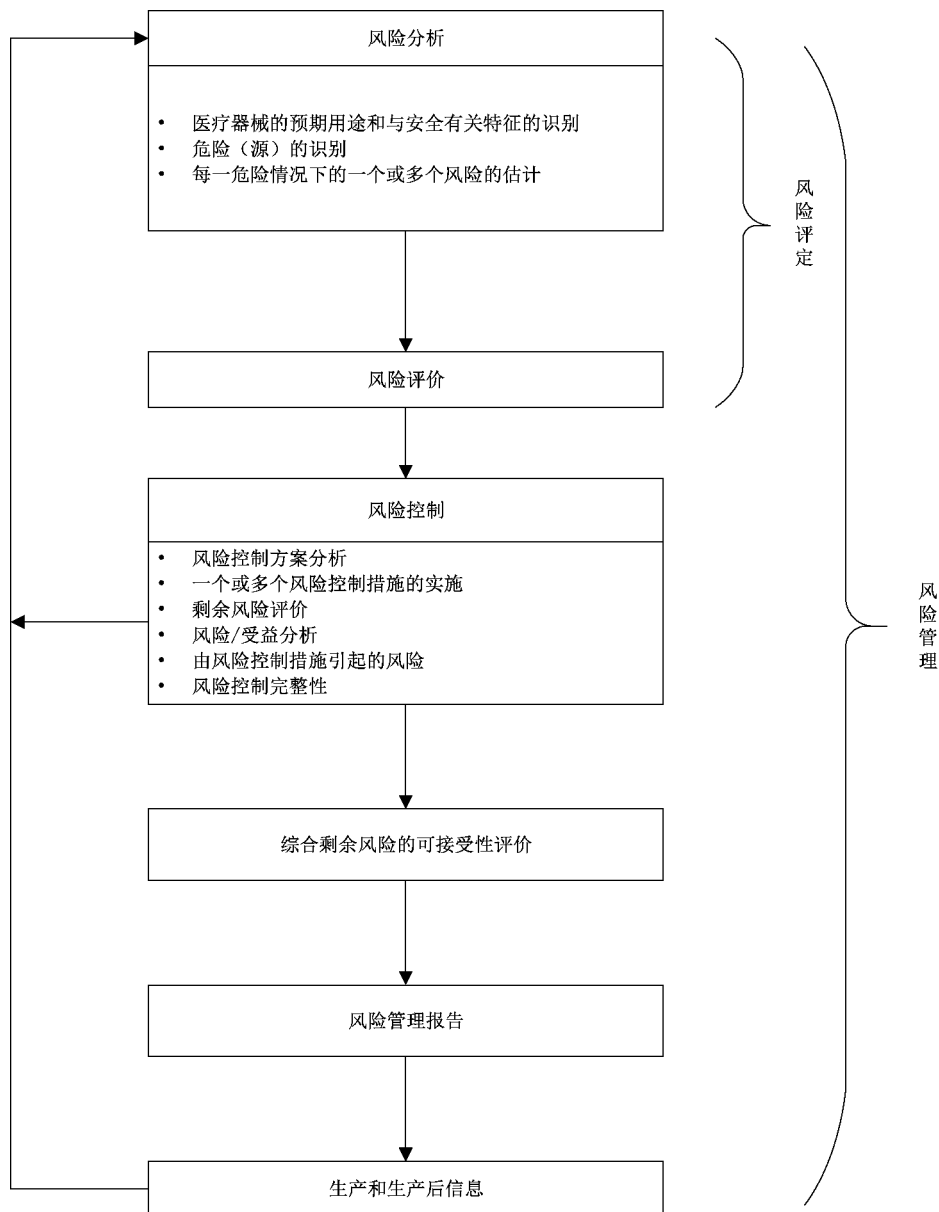 风险分析
• 医疗器械的预期用途和与安全有关特征的识别
• 危险（源）的识别
• 每一危险情况下的一个或多个风险的估计
风险评定
风险评价
风险控制
• 风险控制方案分析
• 一个或多个风险控制措施的实施
• 剩余风险评价
• 风险/受益分析
• 由风险控制措施引起的风险
• 风险控制完整性
风险管理
综合剩余风险的可接受性评价
风险管理报告
生产和生产后信息